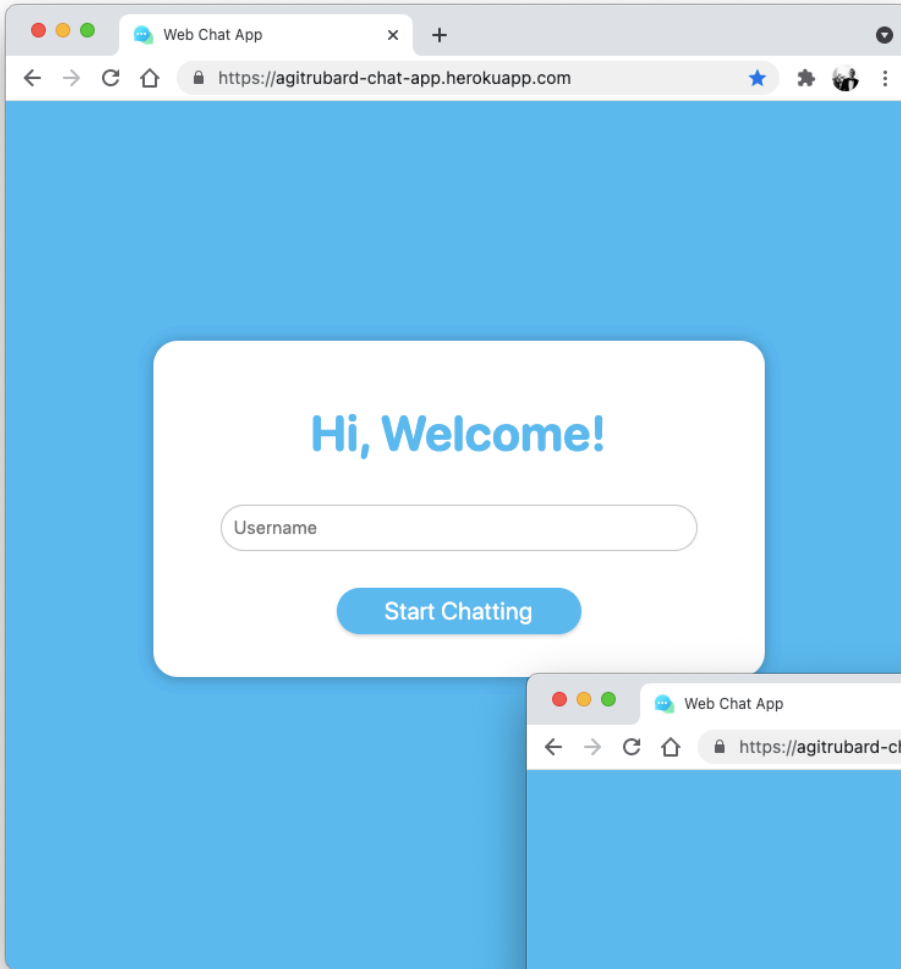 Web Chat App
https://agitrubard-chat-app.herokuapp.com
Hi, Welcome!
Username
Start Chatting
Web Chat App
https://agitrubard-ch